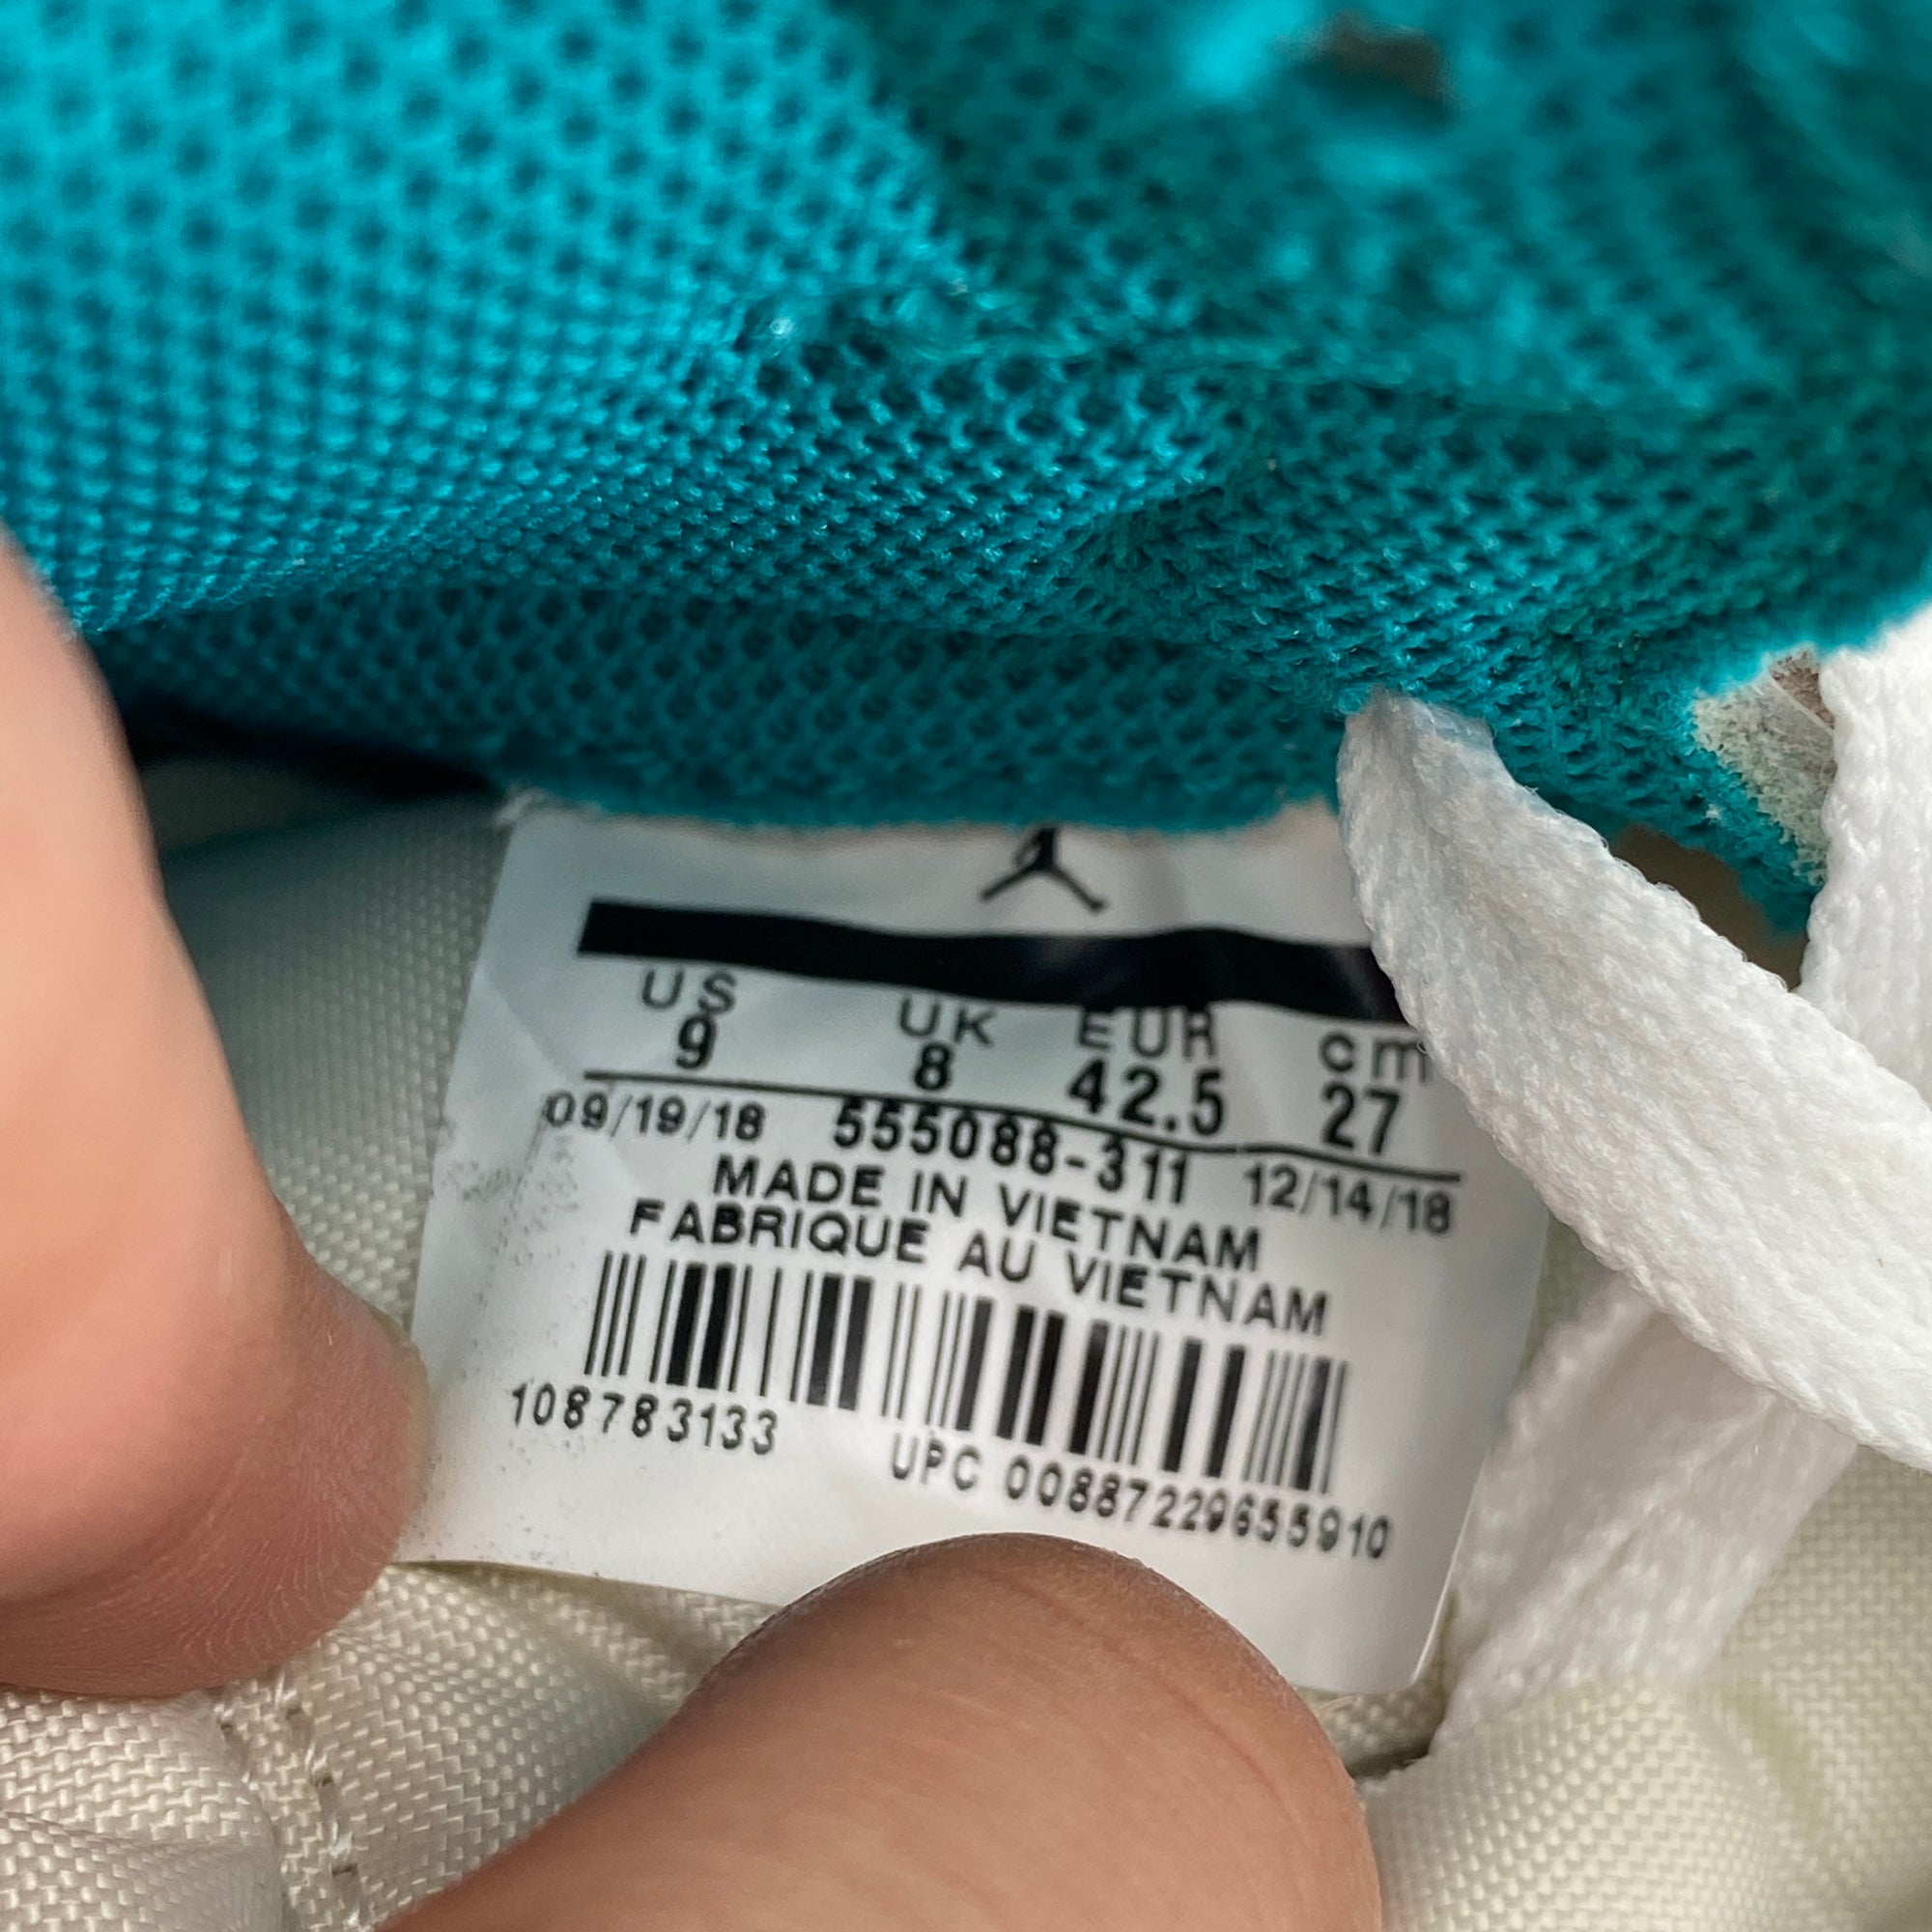 US UK EUR cm
9 8 42.5 27
09/19/18 555088-311 12/14/18
MADE IN VIETNAM
FABRIQUE AU VIETNAM
108783133 UPC 00887229655910